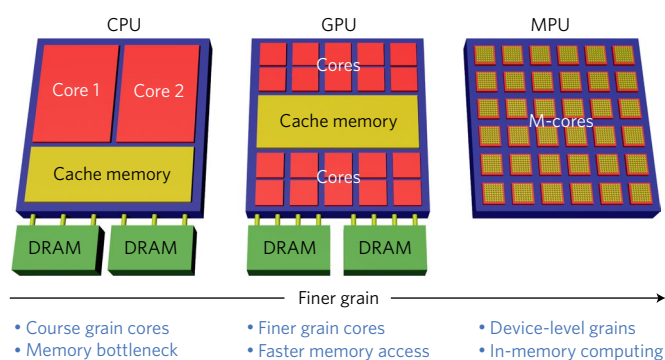 CPU
GPU
MPU
Core 1
Core 2
Cache memory
DRAM
DRAM
Cores
Cache memory
Cores
DRAM
DRAM
M-cores
Finer grain
• Course grain cores
• Memory bottleneck
• Finer grain cores
• Faster memory access
• Device-level grains
• In-memory computing